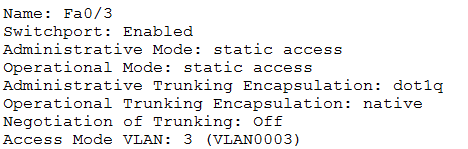 Name: Fa0/3
Switchport: Enabled
Administrative Mode: static access
Operational Mode: static access
Administrative Trunking Encapsulation: dot1q
Operational Trunking Encapsulation: native
Negotiation of Trunking: Off
Access Mode VLAN: 3 (VLAN0003)